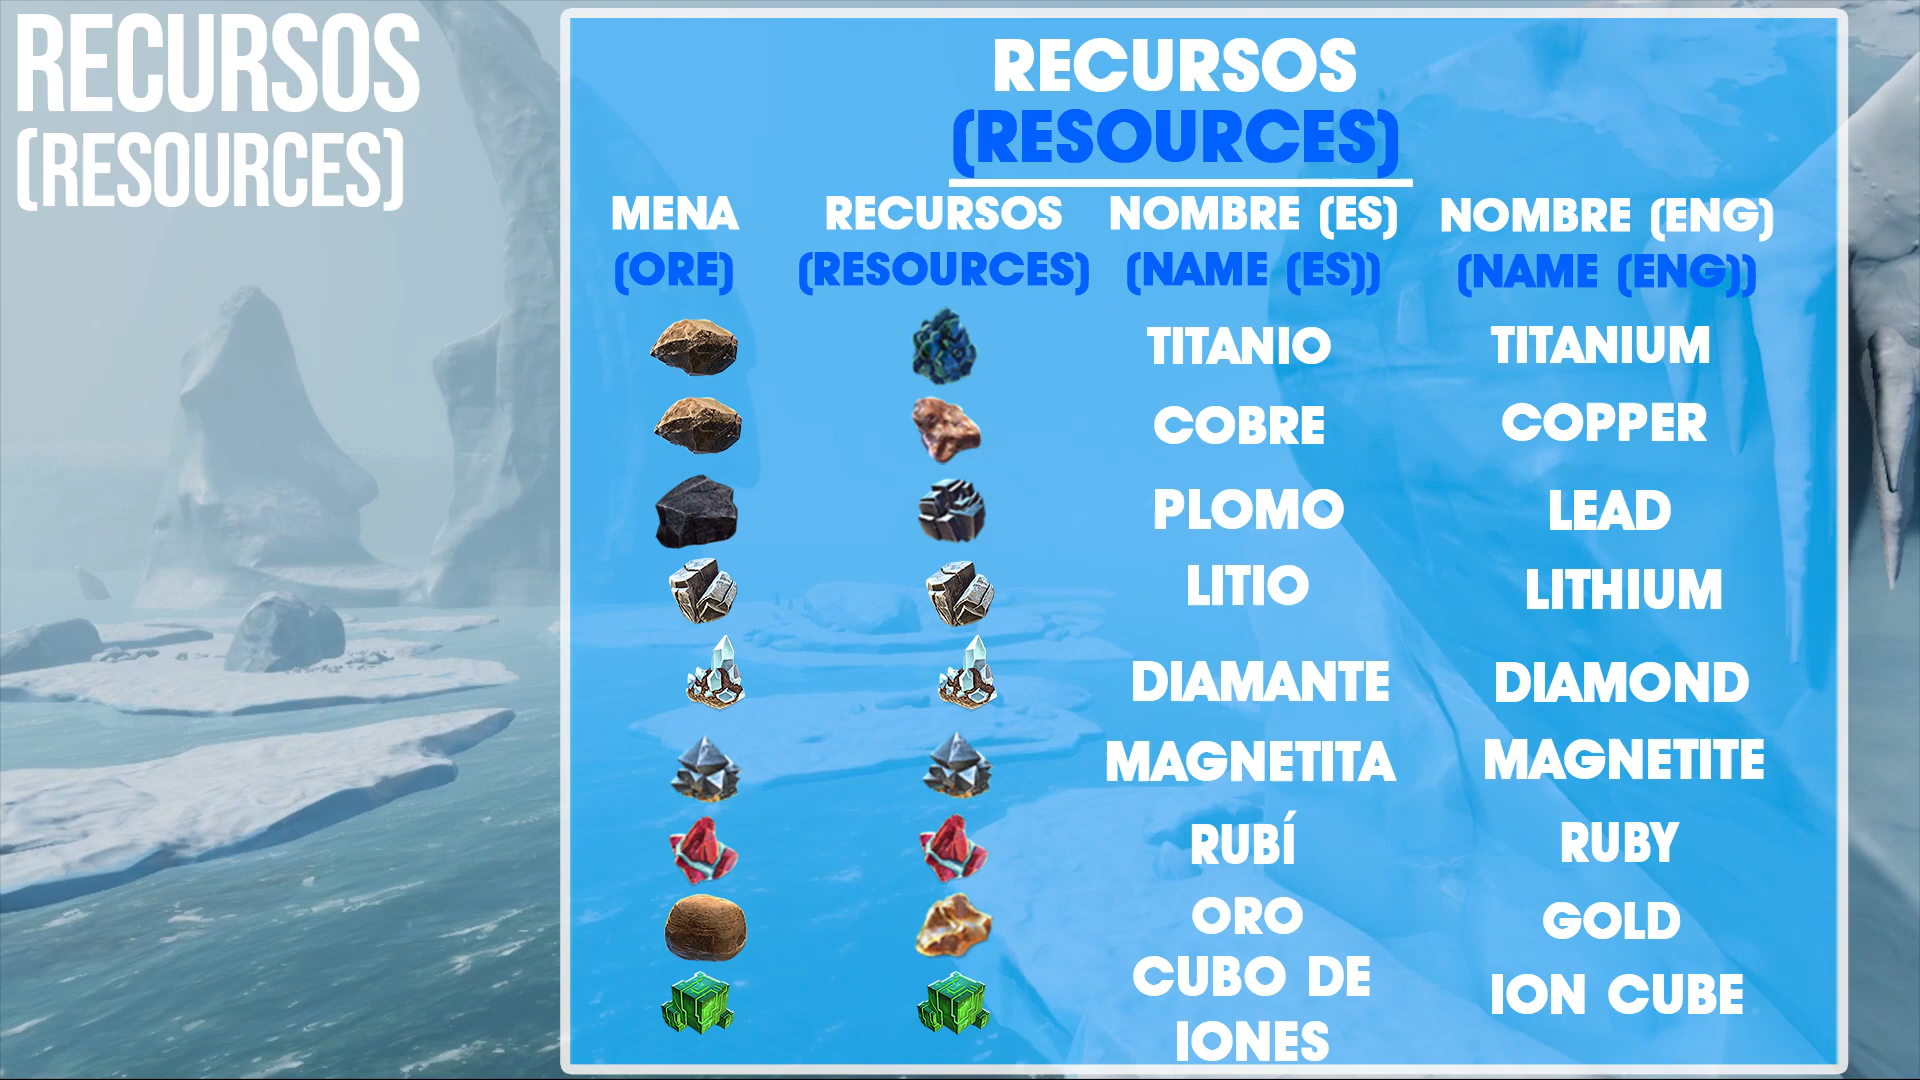 RECURSOS
(RESOURCES)
RECURSOS
(RESOURCES)
MENA RECURSOS NOMBRE (ES) NOMBRE (ENG)
(ORE) (RESOURCES) (NAME (ES)) (NAME (ENG))
TITANIO TITANIUM
COBRE COPPER
PLOMO LEAD
LITIO LITHIUM
DIAMANTE DIAMOND
MAGNETITA MAGNETITE
RUBÍ RUBY
ORO GOLD
CUBO DE ION CUBE
IONES